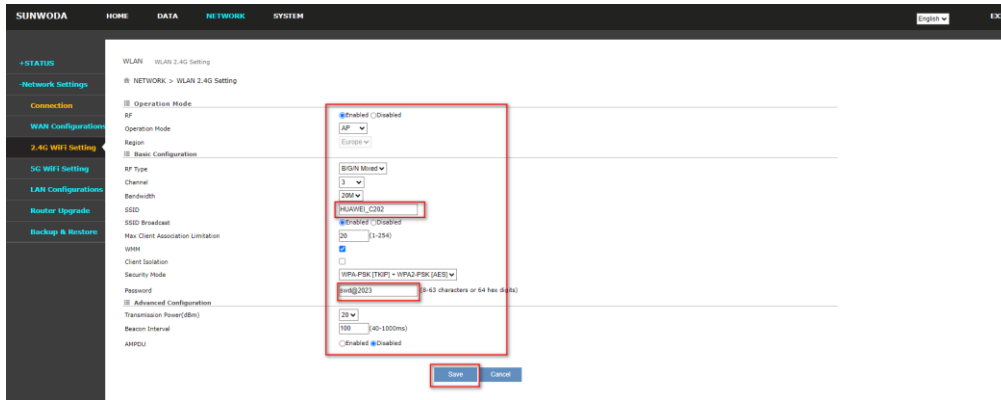 SUNWODA HOME DATA NETWORK SYSTEM English EX
+STATUS
-Network Settings
Connection
WAN Configurations
2.4G WiFi Setting
5G WiFi Setting
LAN Configurations
Router Upgrade
Backup & Restore
WLAN WLAN 2.4G Setting
NETWORK > WLAN 2.4G Setting
Operation Mode
RF Enabled Disabled
Operation Mode AP
Region Europe
Basic Configuration
RF Type B/G/N Mixed
Channel 3
Bandwidth 20M
SSID HUAWEI_C202
SSID Broadcast Enabled Disabled
Max Client Association Limitation 20 (1-254)
WMM
Client Isolation
Security Mode WPA-PSK [TKIP] + WPA2-PSK [AES]
Password swd@2023 (8-63 characters or 64 hex digits)
Advanced Configuration
Transmission Power(dBm) 20
Beacon Interval 100 (40-1000ms)
AMPDU Enabled Disabled
Save Cancel